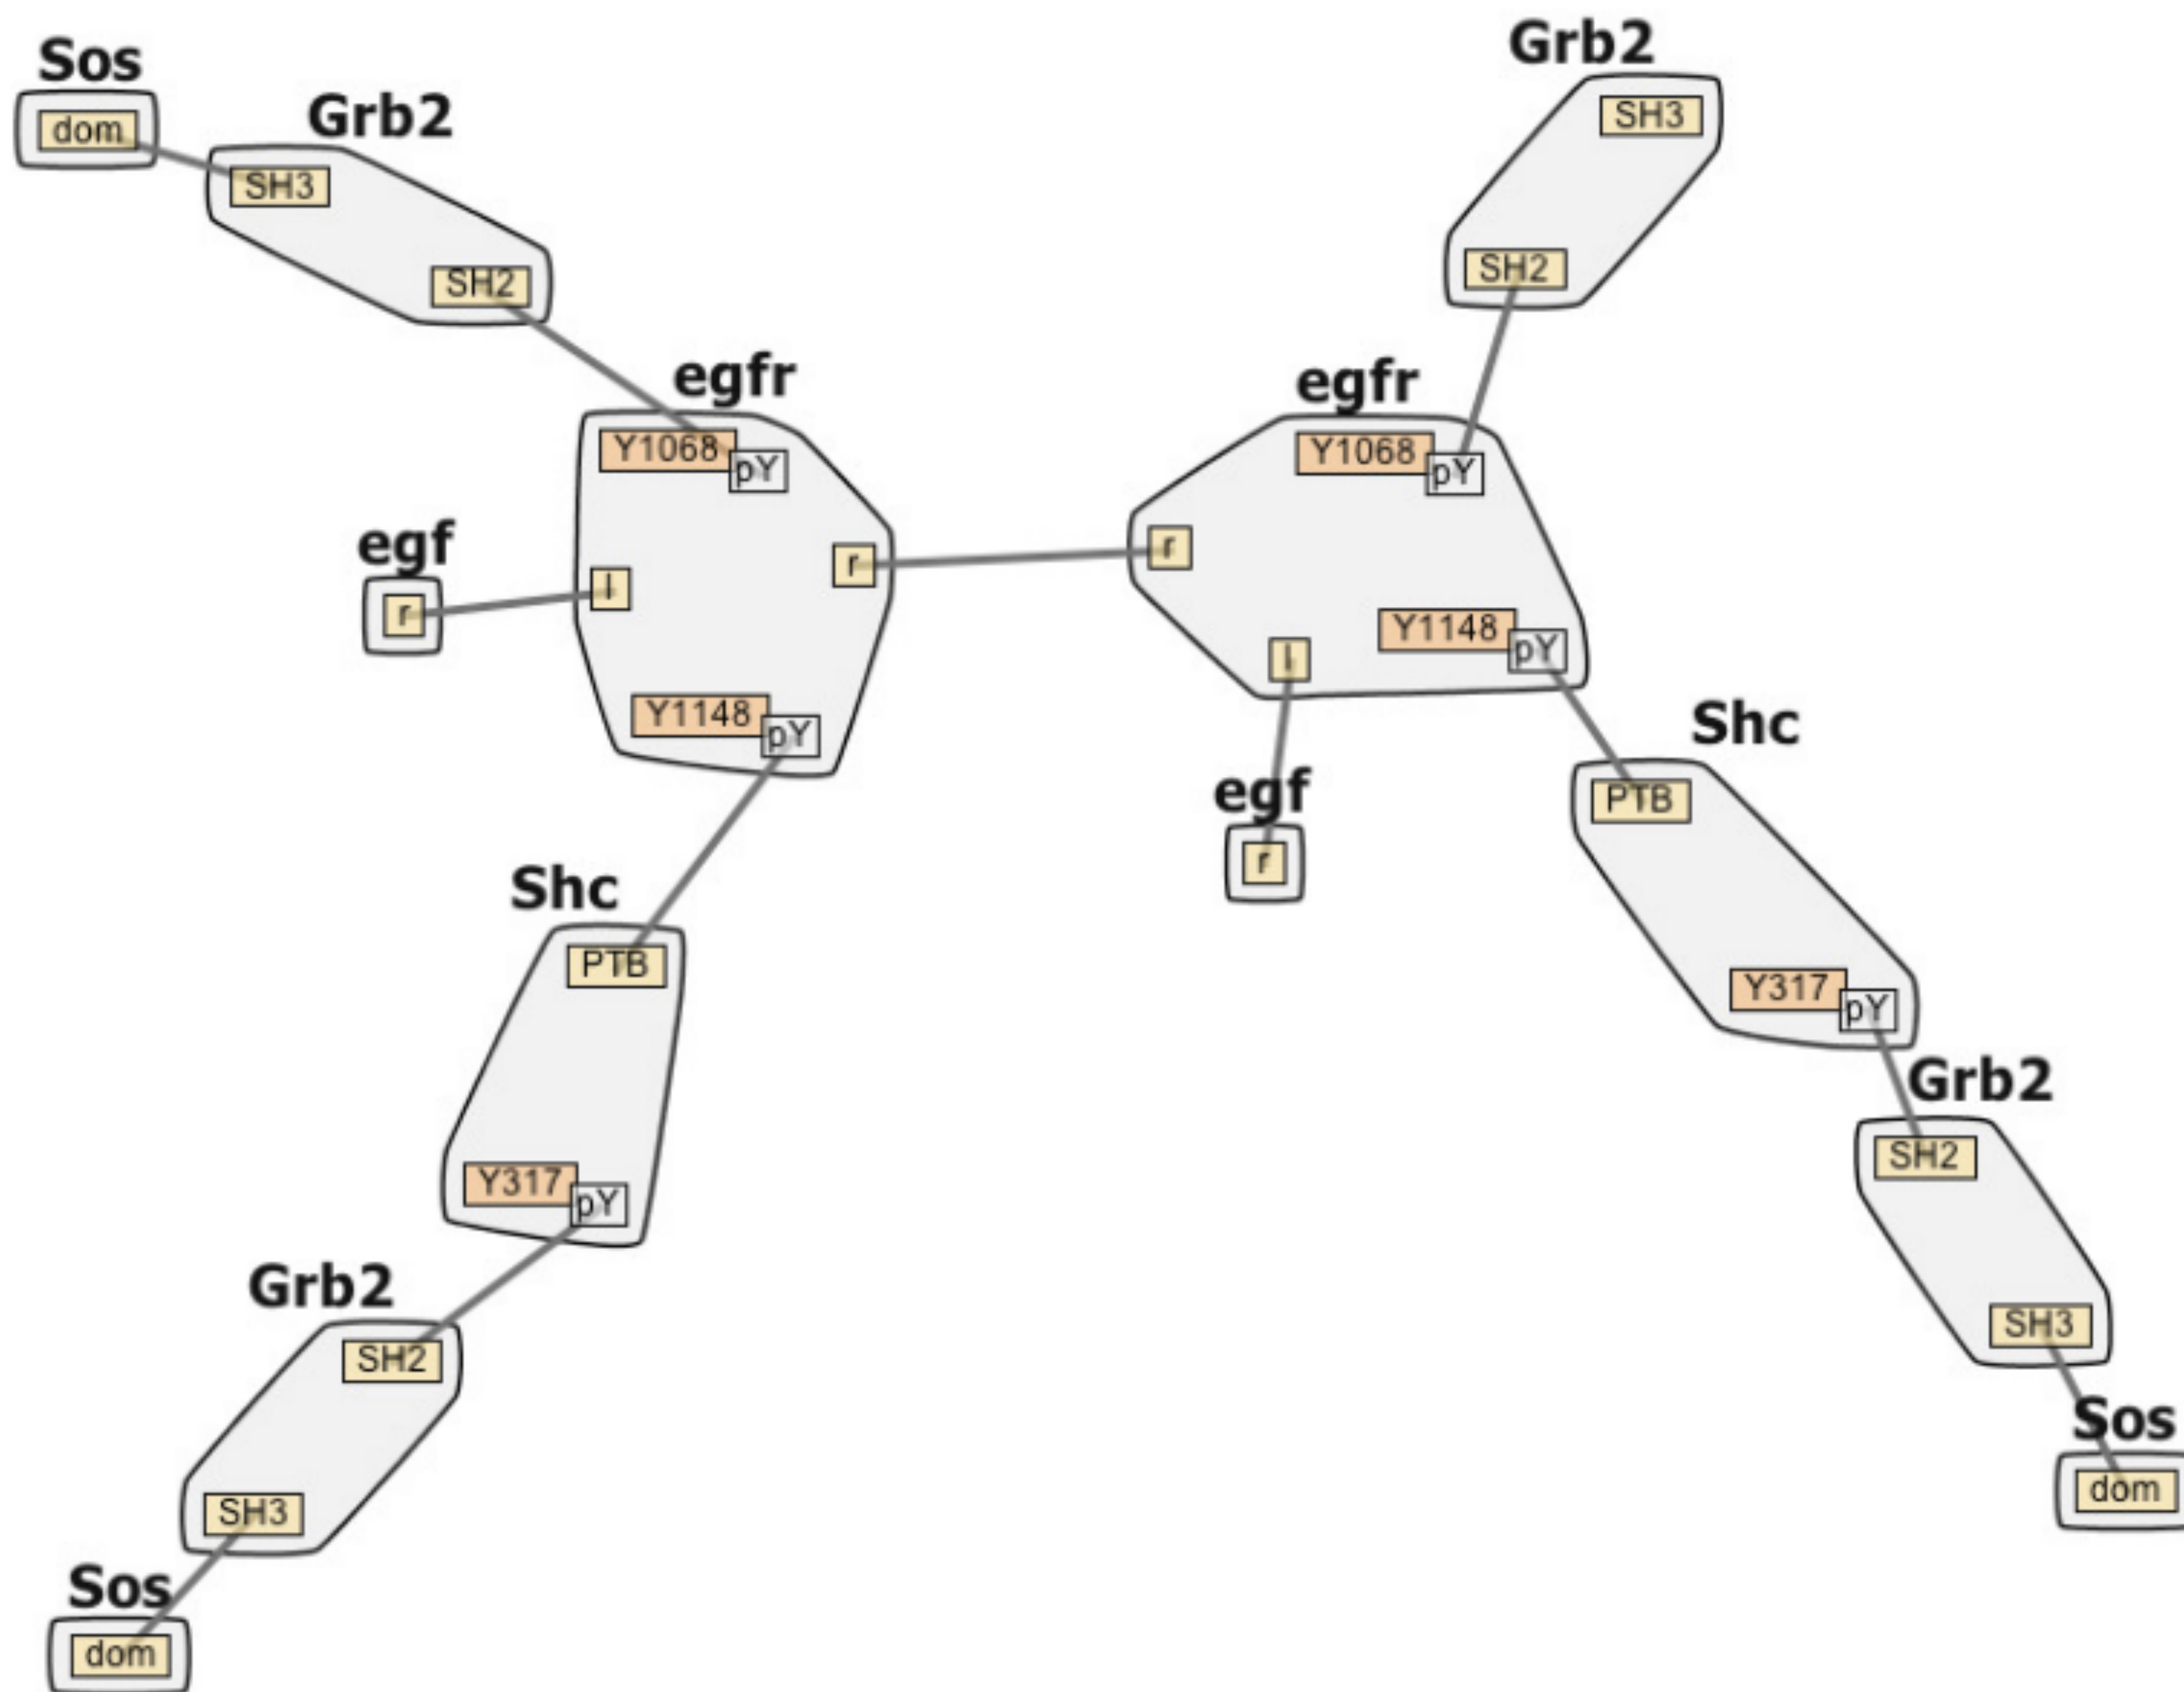 Sos
dom
Grb2
SH3
SH2
Grb2
SH3
SH2
egfr
Y1068
pY
r
l
Y1148
pY
egfr
Y1068
pY
r
Y1148
pY
l
egf
r
egf
r
Shc
PTB
Y317
pY
Shc
PTB
Y317
pY
Grb2
SH2
SH3
Sos
dom
Grb2
SH2
SH3
Sos
dom